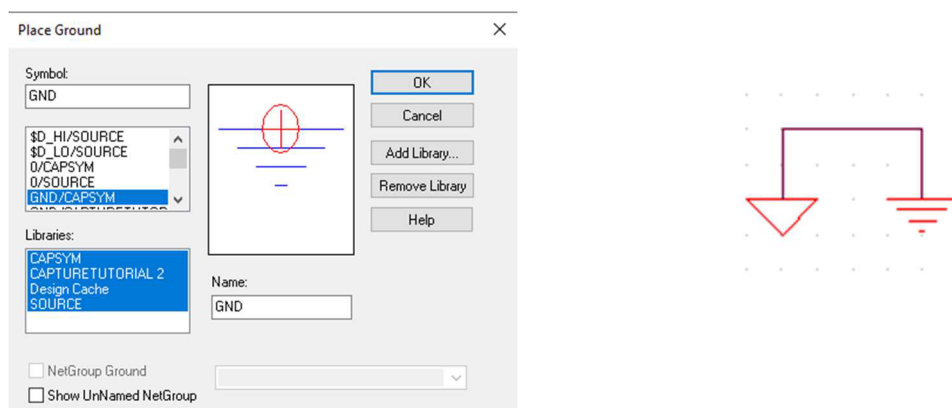 Place Ground
Symbol:
GND
$D_HI/SOURCE
$D_LO/SOURCE
0/CAPSYM
0/SOURCE
GND/CAPSYM
OK
Cancel
Add Library...
Remove Library
Help
Libraries:
CAPSYM
CAPTURETUTORIAL 2
Design Cache
SOURCE
Name:
GND
NetGroup Ground
Show UnNamed NetGroup